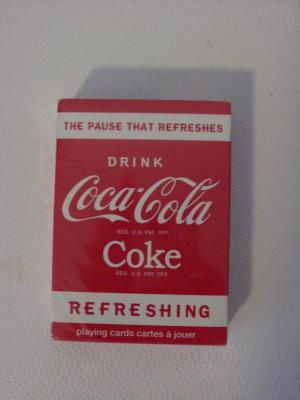 THE PAUSE THAT REFRESHES
DRINK
Coca-Cola
REG. U.S. PAT. OFF.
Coke
REG. U.S. PAT. OFF.
REFRESHING
playing cards cartes à jouer